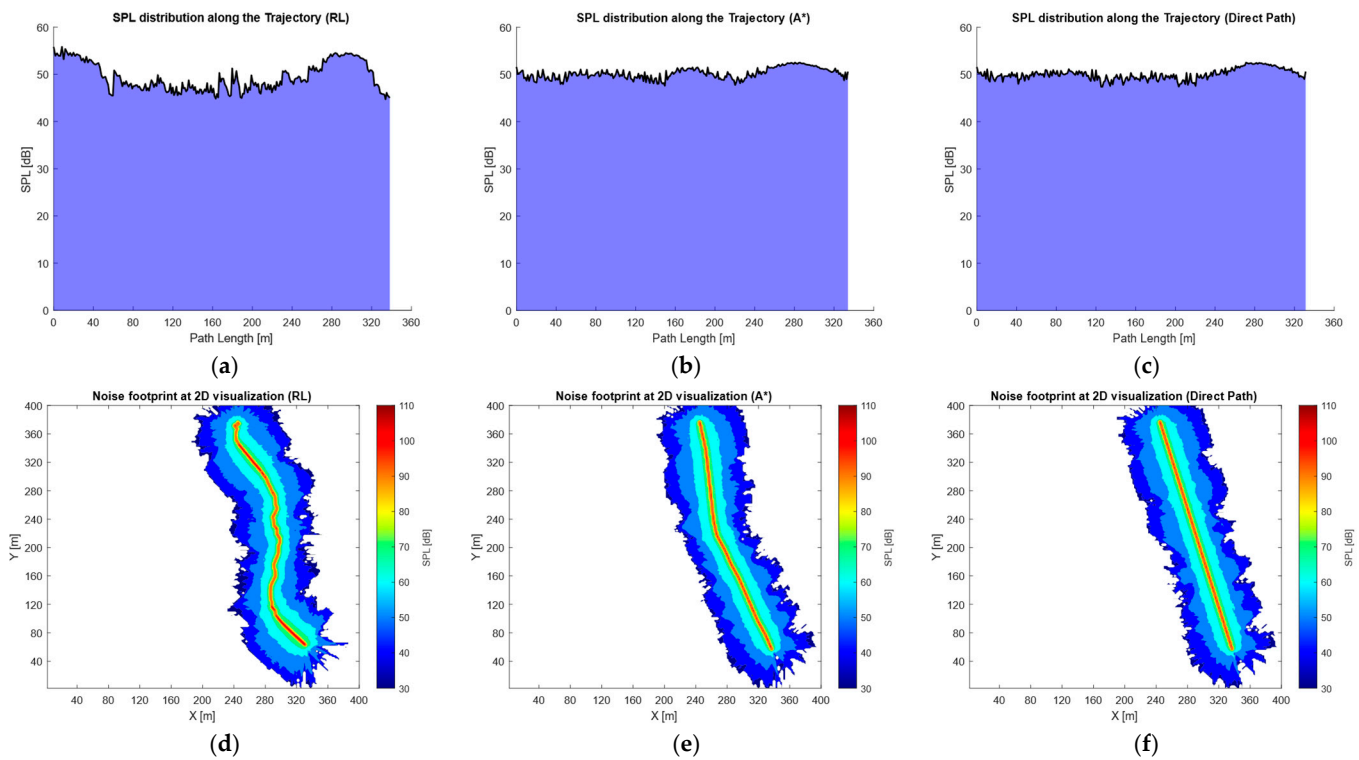 SPL distribution along the Trajectory (RL)
60
50
40
30
20
10
0
SPL [dB]
0 40 80 120 160 200 240 280 320 360
Path Length [m]
(a)
SPL distribution along the Trajectory (A*)
60
50
40
30
20
10
0
SPL [dB]
0 40 80 120 160 200 240 280 320 360
Path Length [m]
(b)
SPL distribution along the Trajectory (Direct Path)
60
50
40
30
20
10
0
SPL [dB]
0 40 80 120 160 200 240 280 320 360
Path Length [m]
(c)
Noise footprint at 2D visualization (RL)
400
360
320
280
240
200
160
120
80
40
Y [m]
40 80 120 160 200 240 280 320 360 400
X [m]
110
100
90
80
70
60
50
40
30
SPL [dB]
(d)
Noise footprint at 2D visualization (A*)
400
360
320
280
240
200
160
120
80
40
Y [m]
40 80 120 160 200 240 280 320 360 400
X [m]
110
100
90
80
70
60
50
40
30
SPL [dB]
(e)
Noise footprint at 2D visualization (Direct Path)
400
360
320
280
240
200
160
120
80
40
Y [m]
40 80 120 160 200 240 280 320 360 400
X [m]
110
100
90
80
70
60
50
40
30
SPL [dB]
(f)